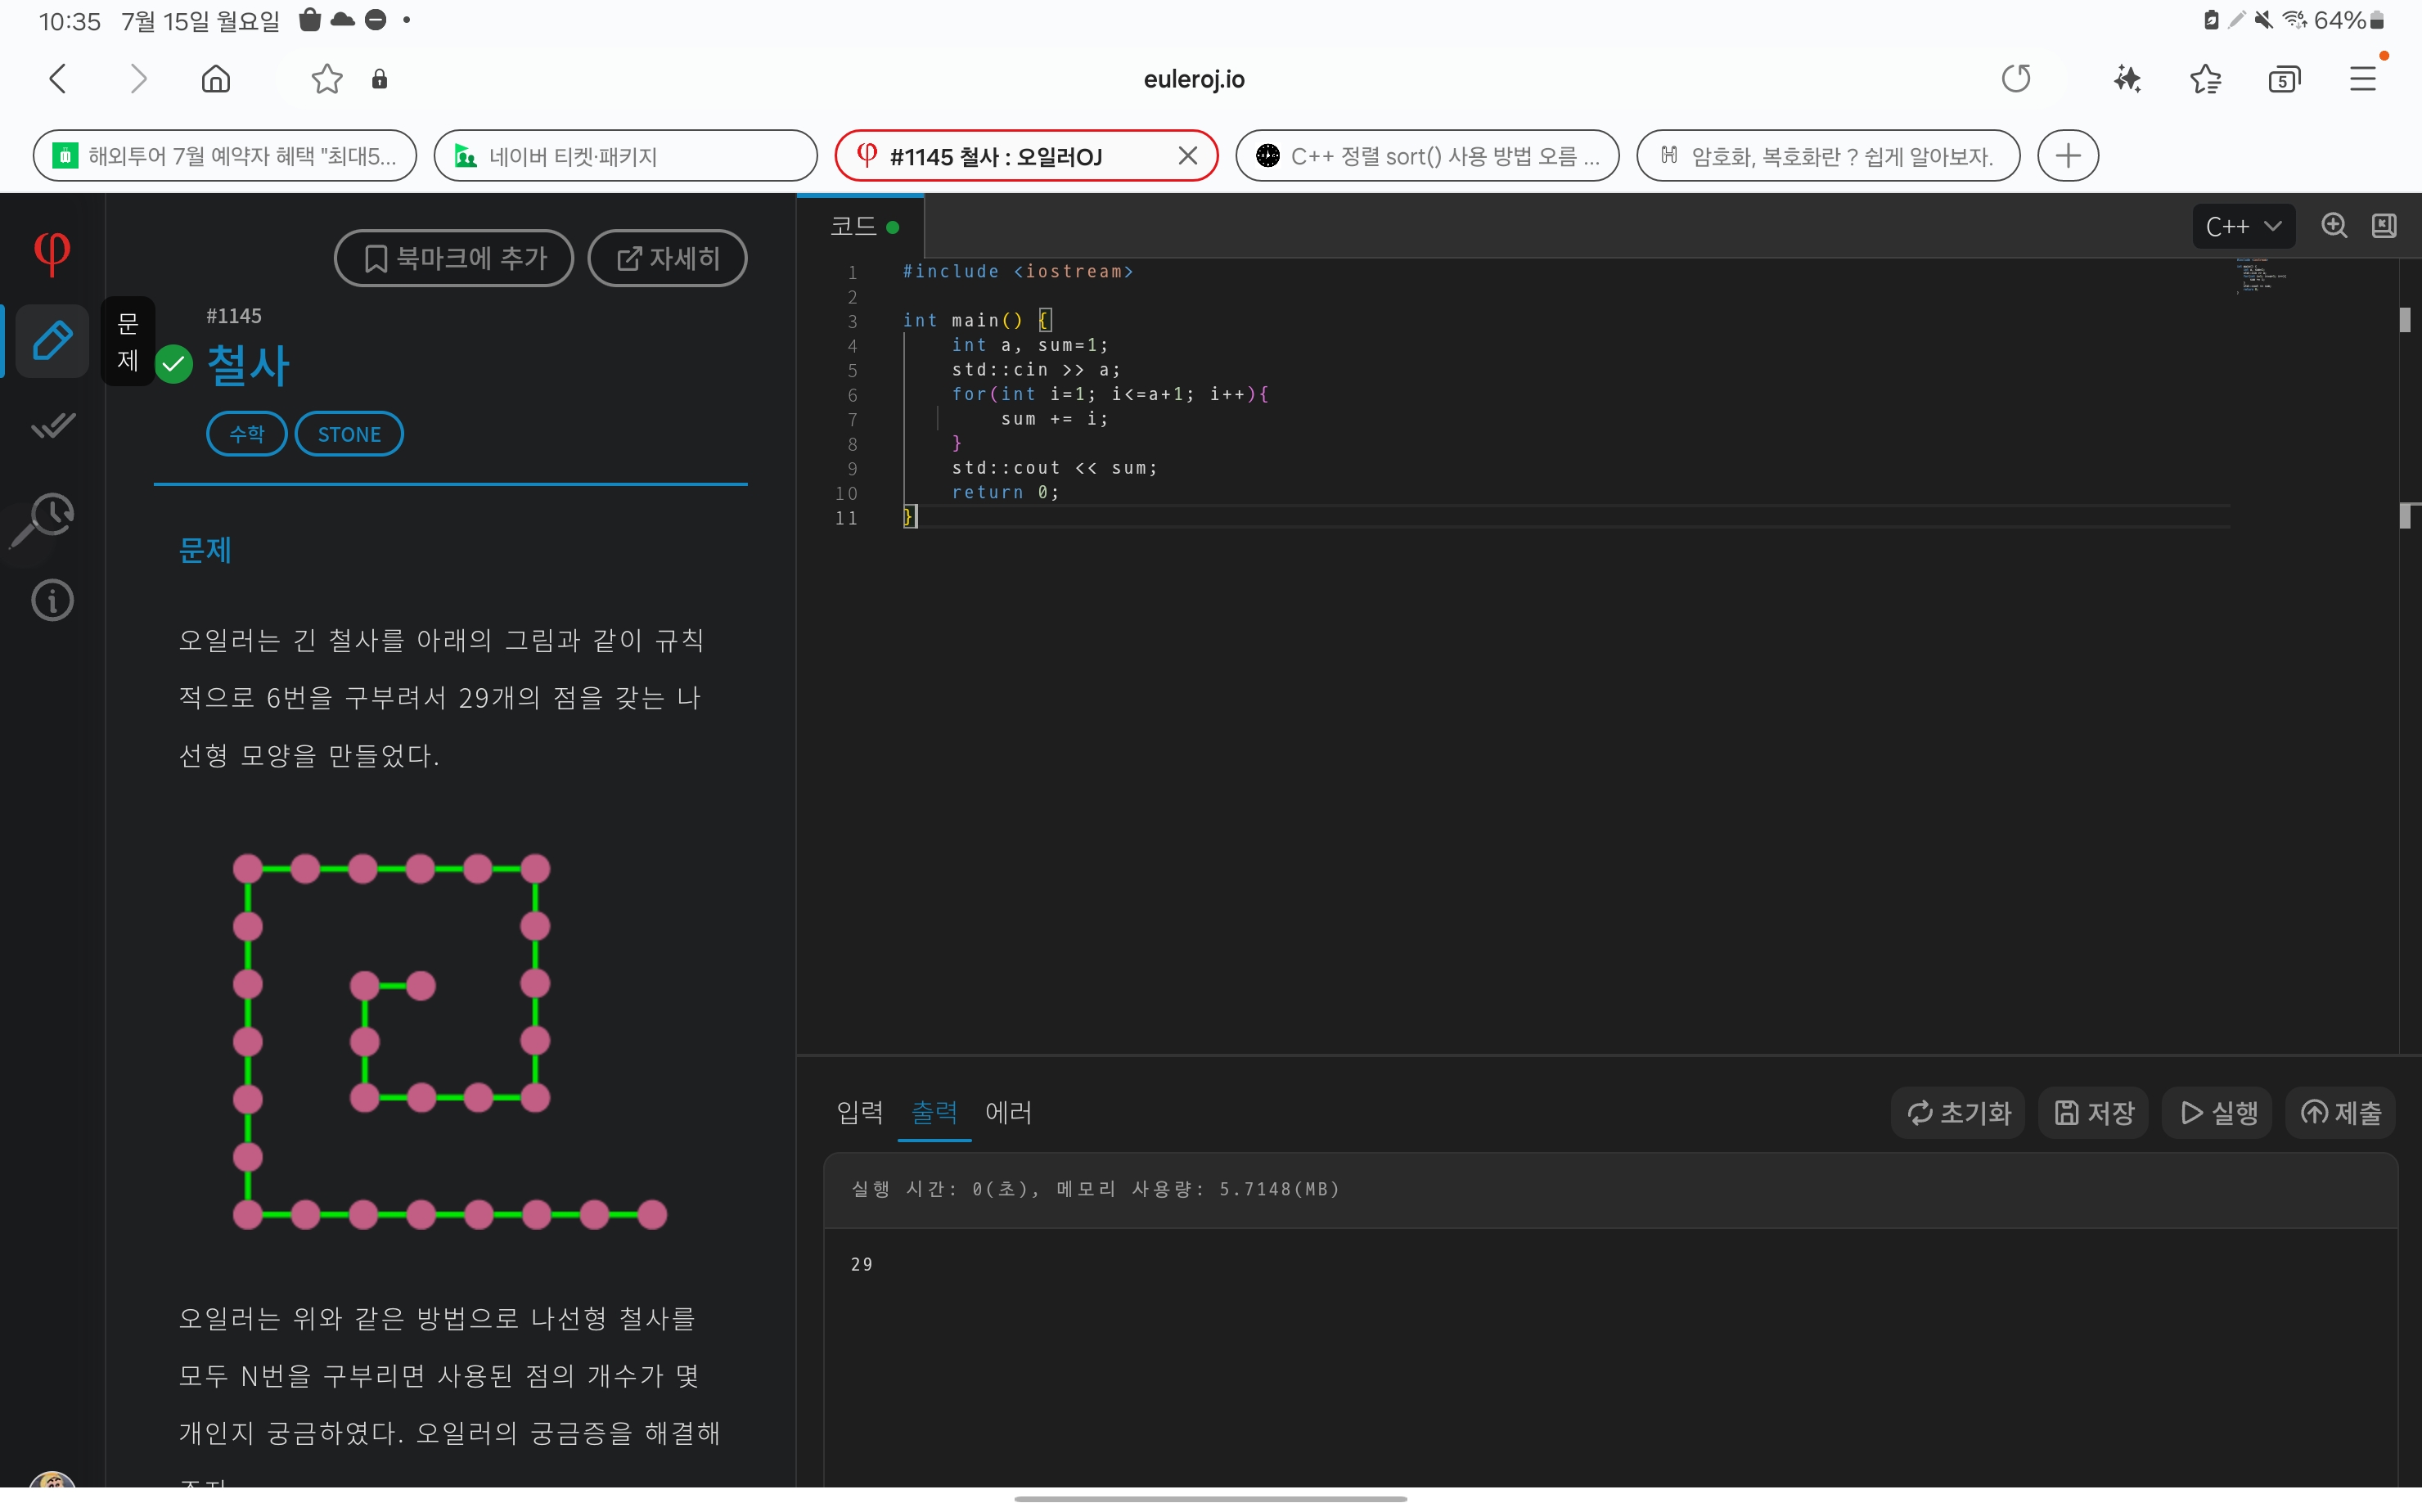 10:35 7월 15일 월요일
64%
euleroj.io
5
해외투어 7월 예약자 혜택 "최대5...
네이버 티켓·패키지
#1145 철사 : 오일러OJ
C++ 정렬 sort() 사용 방법 오름 ...
암호화, 복호화란 ? 쉽게 알아보자.
φ
북마크에 추가
자세히
문
제
#1145
철사
수학
STONE
문제
오일러는 긴 철사를 아래의 그림과 같이 규칙
적으로 6번을 구부려서 29개의 점을 갖는 나
선형 모양을 만들었다.
오일러는 위와 같은 방법으로 나선형 철사를
모두 N번을 구부리면 사용된 점의 개수가 몇
개인지 궁금하였다. 오일러의 궁금증을 해결해
코드
C++
1 #include <iostream>
2
3 int main() {
4 int a, sum=1;
5 std::cin >> a;
6 for(int i=1; i<=a+1; i++){
7 sum += i;
8 }
9 std::cout << sum;
10 return 0;
11 }
입력 출력 에러
초기화 저장 실행 제출
실행 시간: 0(초), 메모리 사용량: 5.7148(MB)
29